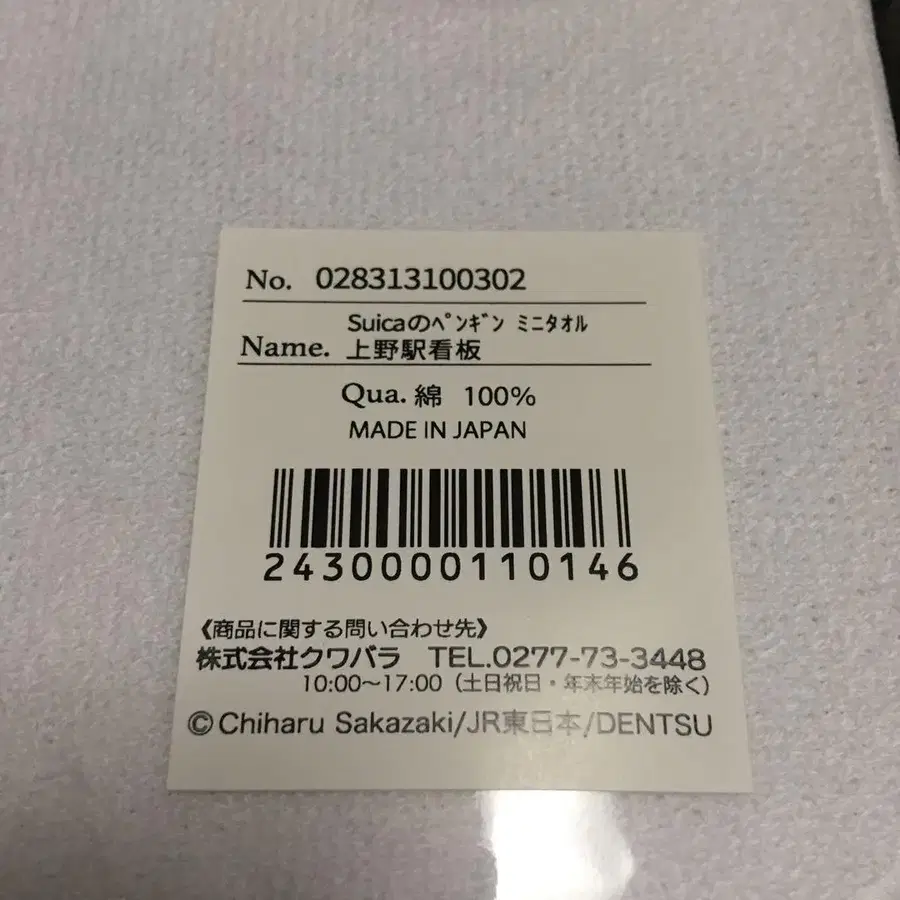 No. 028313100302
Suicaのﾍﾟﾝｷﾞﾝ ミニタオル
Name. 上野駅看板
Qua. 綿 100%
MADE IN JAPAN
2430000110146
《商品に関する問い合わせ先》
株式会社クワバラ TEL.0277-73-3448
10:00～17:00（土日祝日・年末年始を除く）
©Chiharu Sakazaki/JR東日本/DENTSU